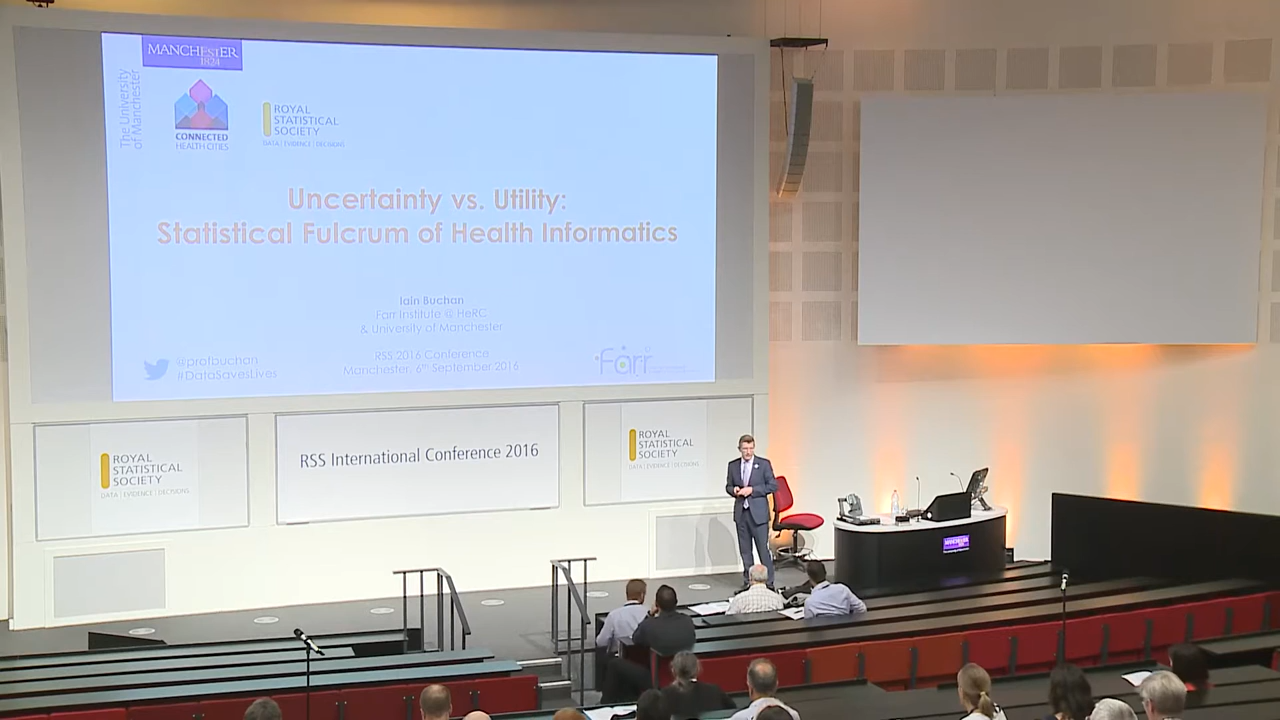 MANCHESTER
1824
The University
of Manchester
CONNECTED
HEALTH CITIES
ROYAL
STATISTICAL
SOCIETY
DATA | EVIDENCE | DECISIONS
Uncertainty vs. Utility:
Statistical Fulcrum of Health Informatics
Iain Buchan
Farr Institute @ HeRC
& University of Manchester
RSS 2016 Conference
Manchester, 6th September 2016
@profbuchan
#DataSavesLives
Farr
ROYAL
STATISTICAL
SOCIETY
DATA | EVIDENCE | DECISIONS
RSS International Conference 2016
ROYAL
STATISTICAL
SOCIETY
DATA | EVIDENCE | DECISIONS
MANCHESTER
1824